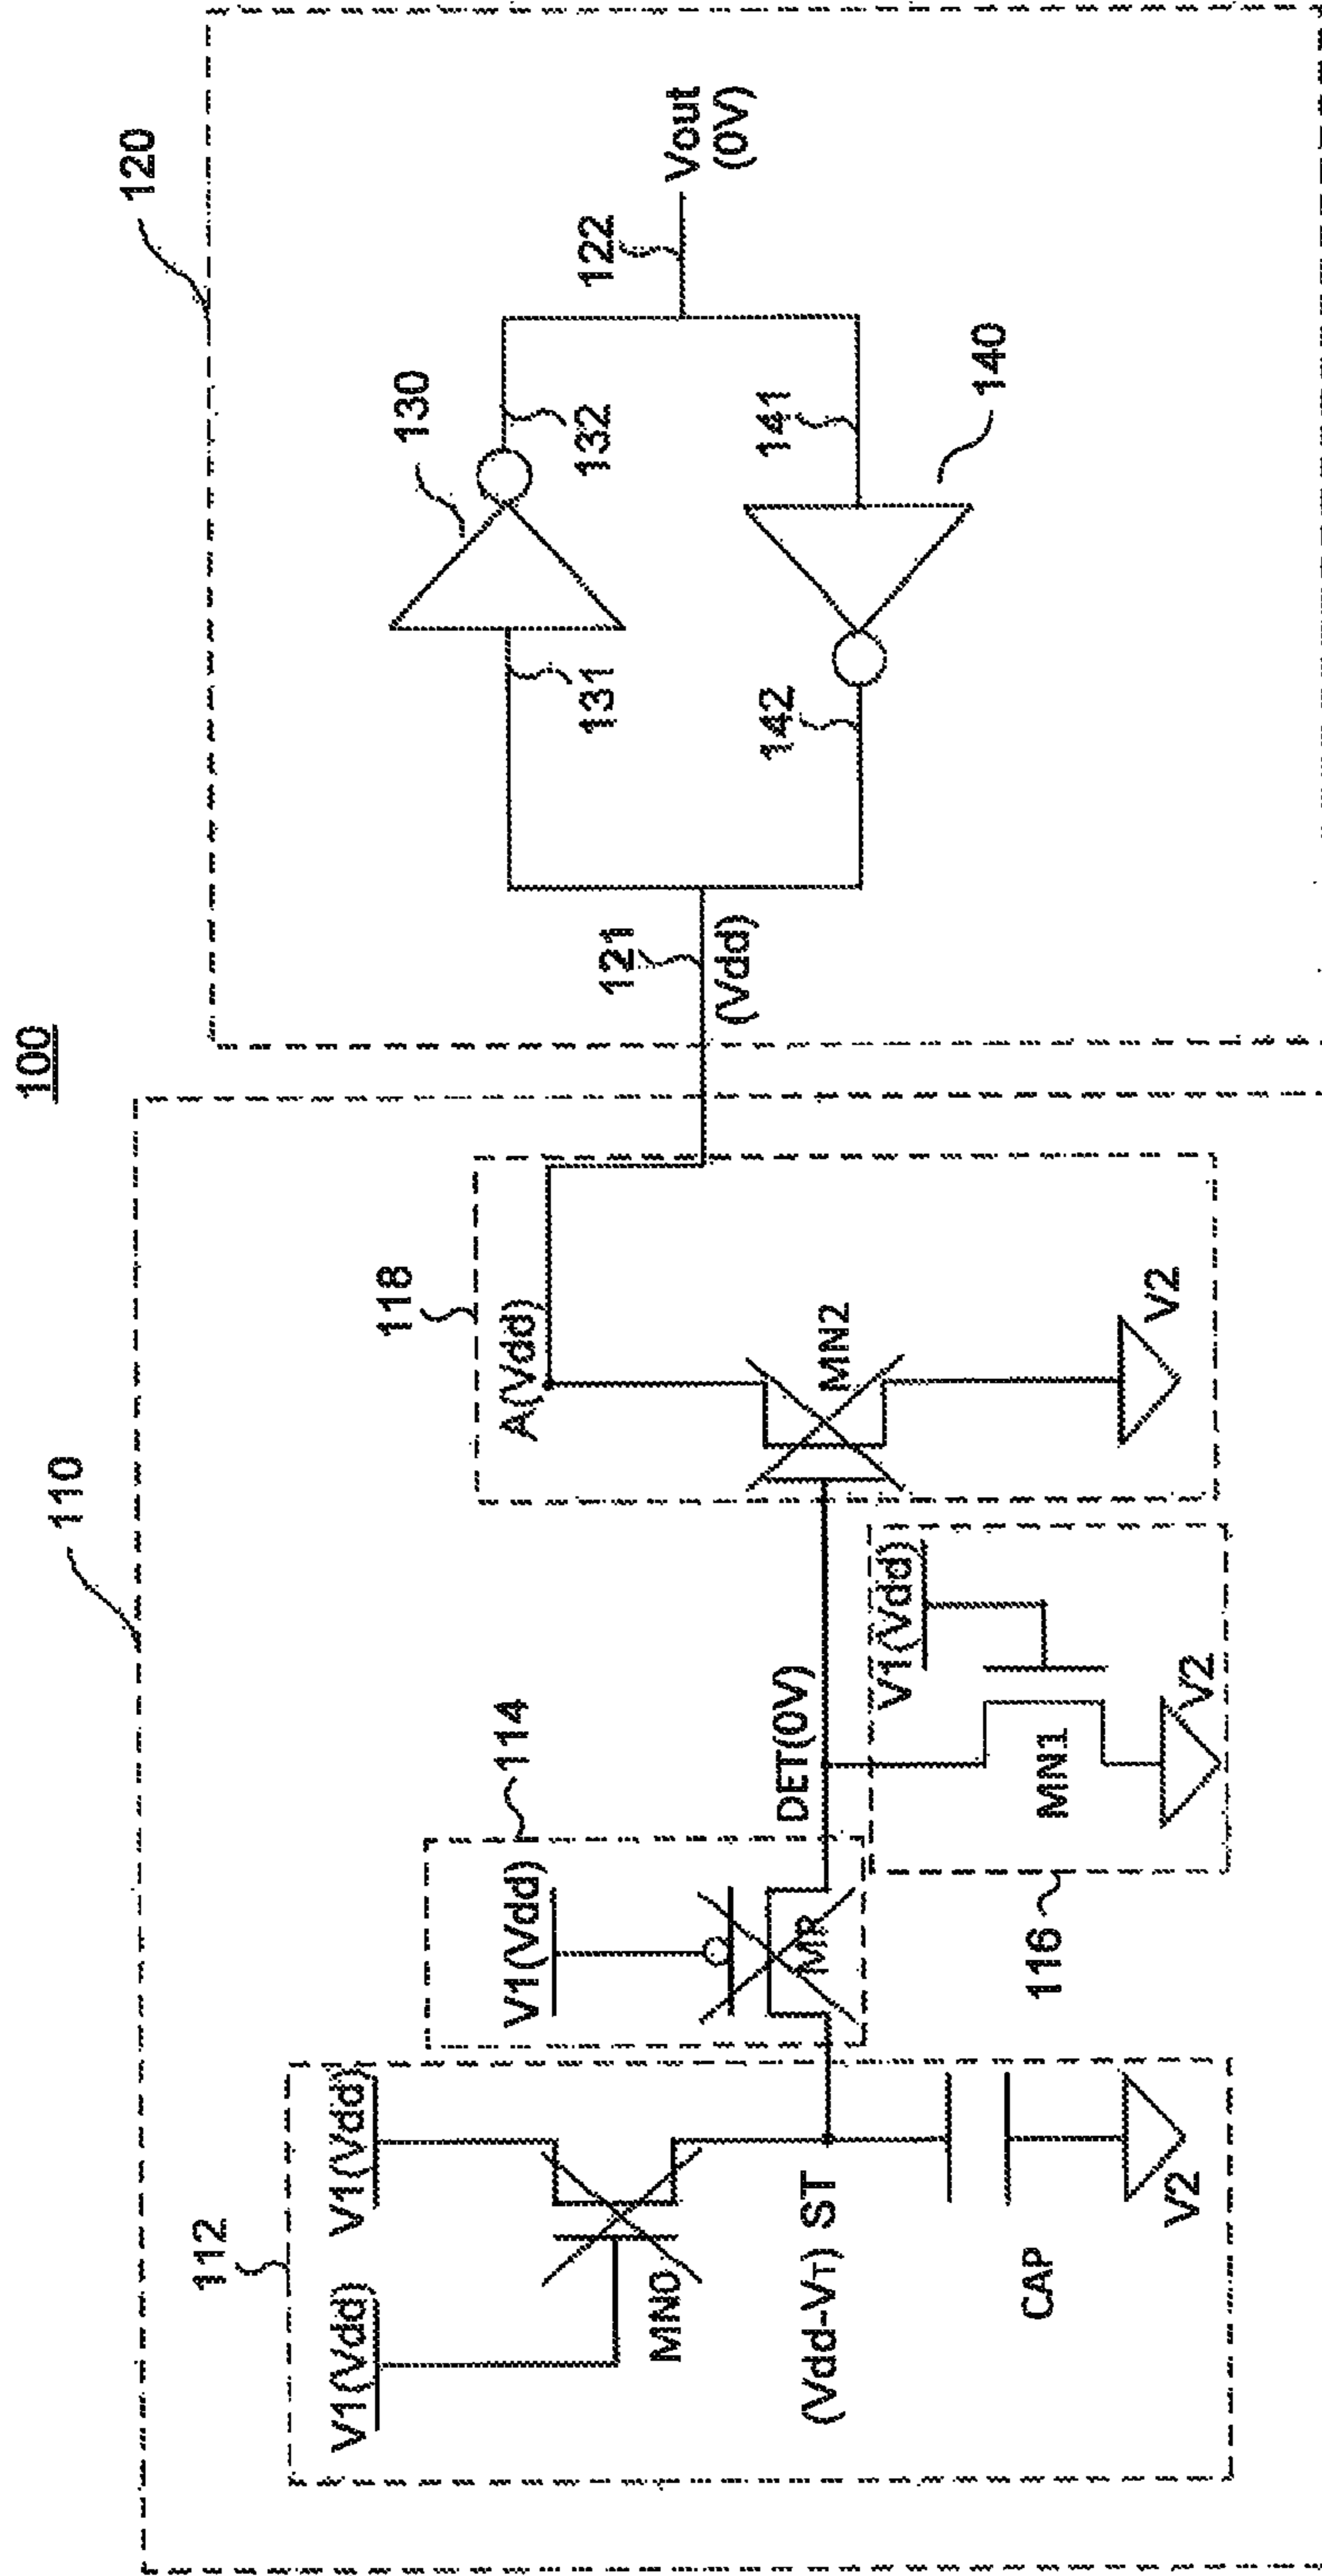 100
110
120
112
V1(Vdd)
V1(Vdd)
MN0
(Vdd-VT) ST
CAP
V2
114
V1(Vdd)
MR
DET(0V)
116
V1(Vdd)
MN1
V2
118
A(Vdd)
MN2
V2
121
(Vdd)
130
131
132
140
141
142
122
Vout
(0V)